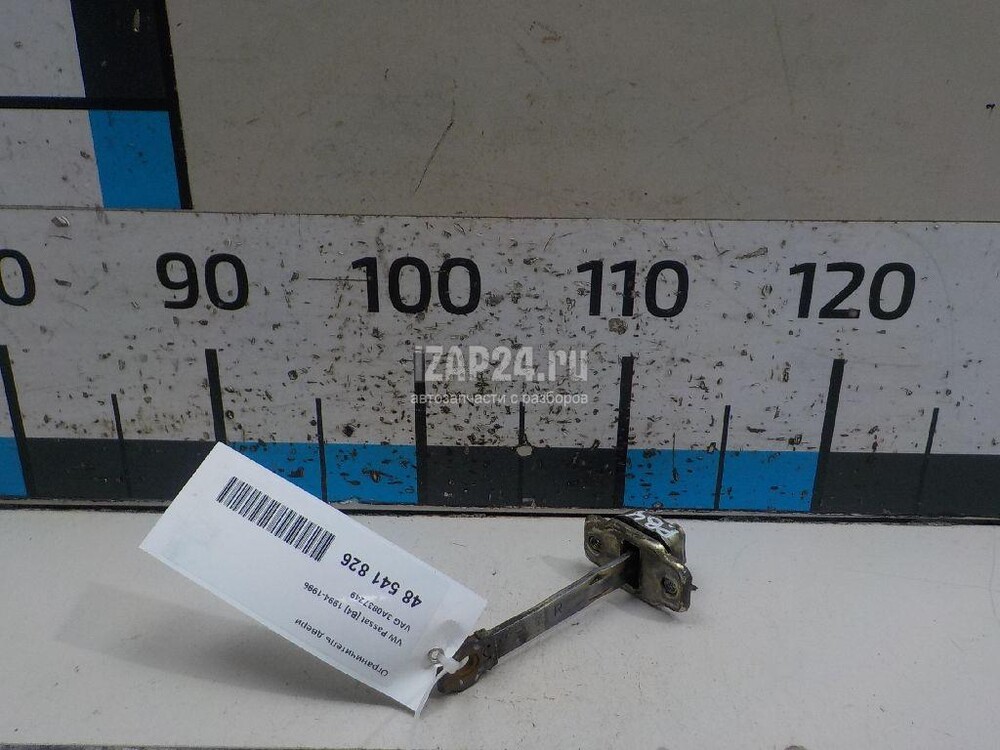 0 90 100 110 120
iZAP24.ru
автозапчасти с разборов
48 541 826
VAG 3A0837249
VW Passat [B4] 1994-1996
Ограничитель двери
R